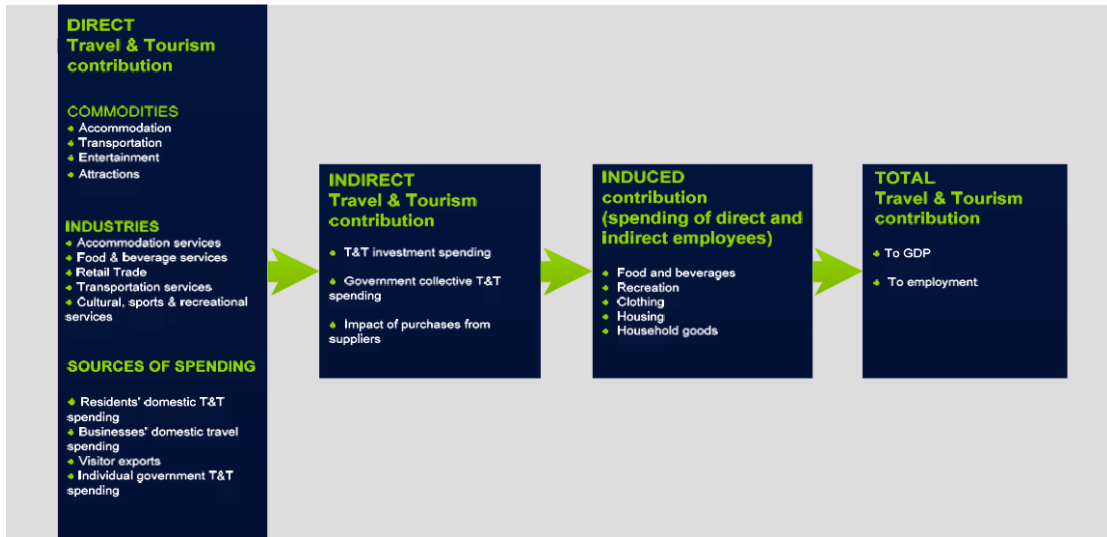 DIRECT
Travel & Tourism
contribution
COMMODITIES
Accommodation
Transportation
Entertainment
Attractions
INDUSTRIES
Accommodation services
Food & beverage services
Retail Trade
Transportation services
Cultural, sports & recreational
services
SOURCES OF SPENDING
Residents' domestic T&T
spending
Businesses' domestic travel
spending
Visitor exports
Individual government T&T
spending
INDIRECT
Travel & Tourism
contribution
T&T investment spending
Government collective T&T
spending
Impact of purchases from
suppliers
INDUCED
contribution
(spending of direct and
indirect employees)
Food and beverages
Recreation
Clothing
Housing
Household goods
TOTAL
Travel & Tourism
contribution
To GDP
To employment